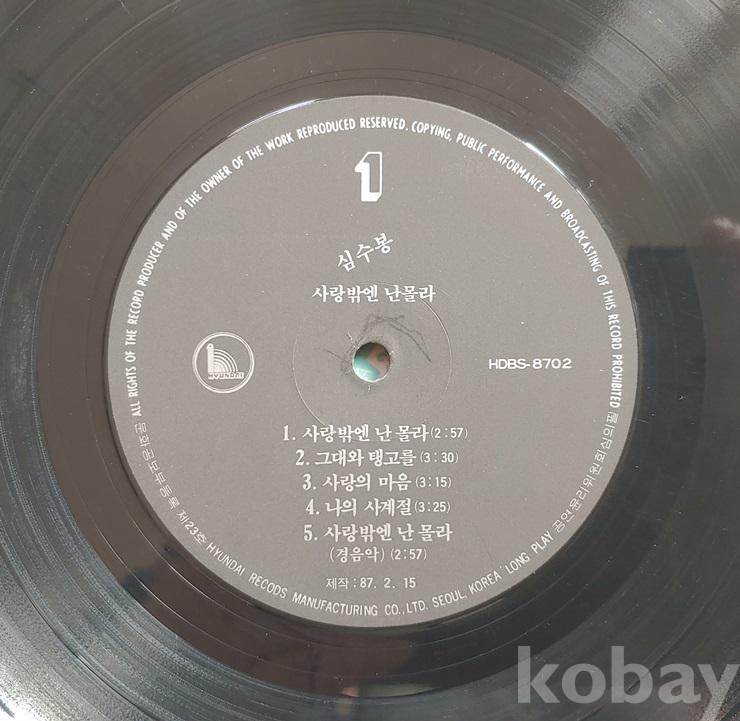 ALL RIGHTS OF THE RECORD PRODUCER AND OF THE OWNER OF THE WORK REPRODUCED RESERVED. COPYING, PUBLIC PERFORMANCE AND BROADCASTING OF THIS RECORD PROHIBITED
1
심수봉
사랑밖엔 난몰라
HYUNDAI
HDBS-8702
1. 사랑밖엔 난 몰라(2:57)
2. 그대와 탱고를(3:30)
3. 사랑의 마음(3:15)
4. 나의 사계절(3:25)
5. 사랑밖엔 난 몰라
(경음악)(2:57)
제작:87. 2. 15
문화공보부등록 제23호 HYUNDAI RECODS MANUFACTURING CO.,LTD. SEOUL, KOREA' LONG PLAY 공연윤리위원회심의필
kobay